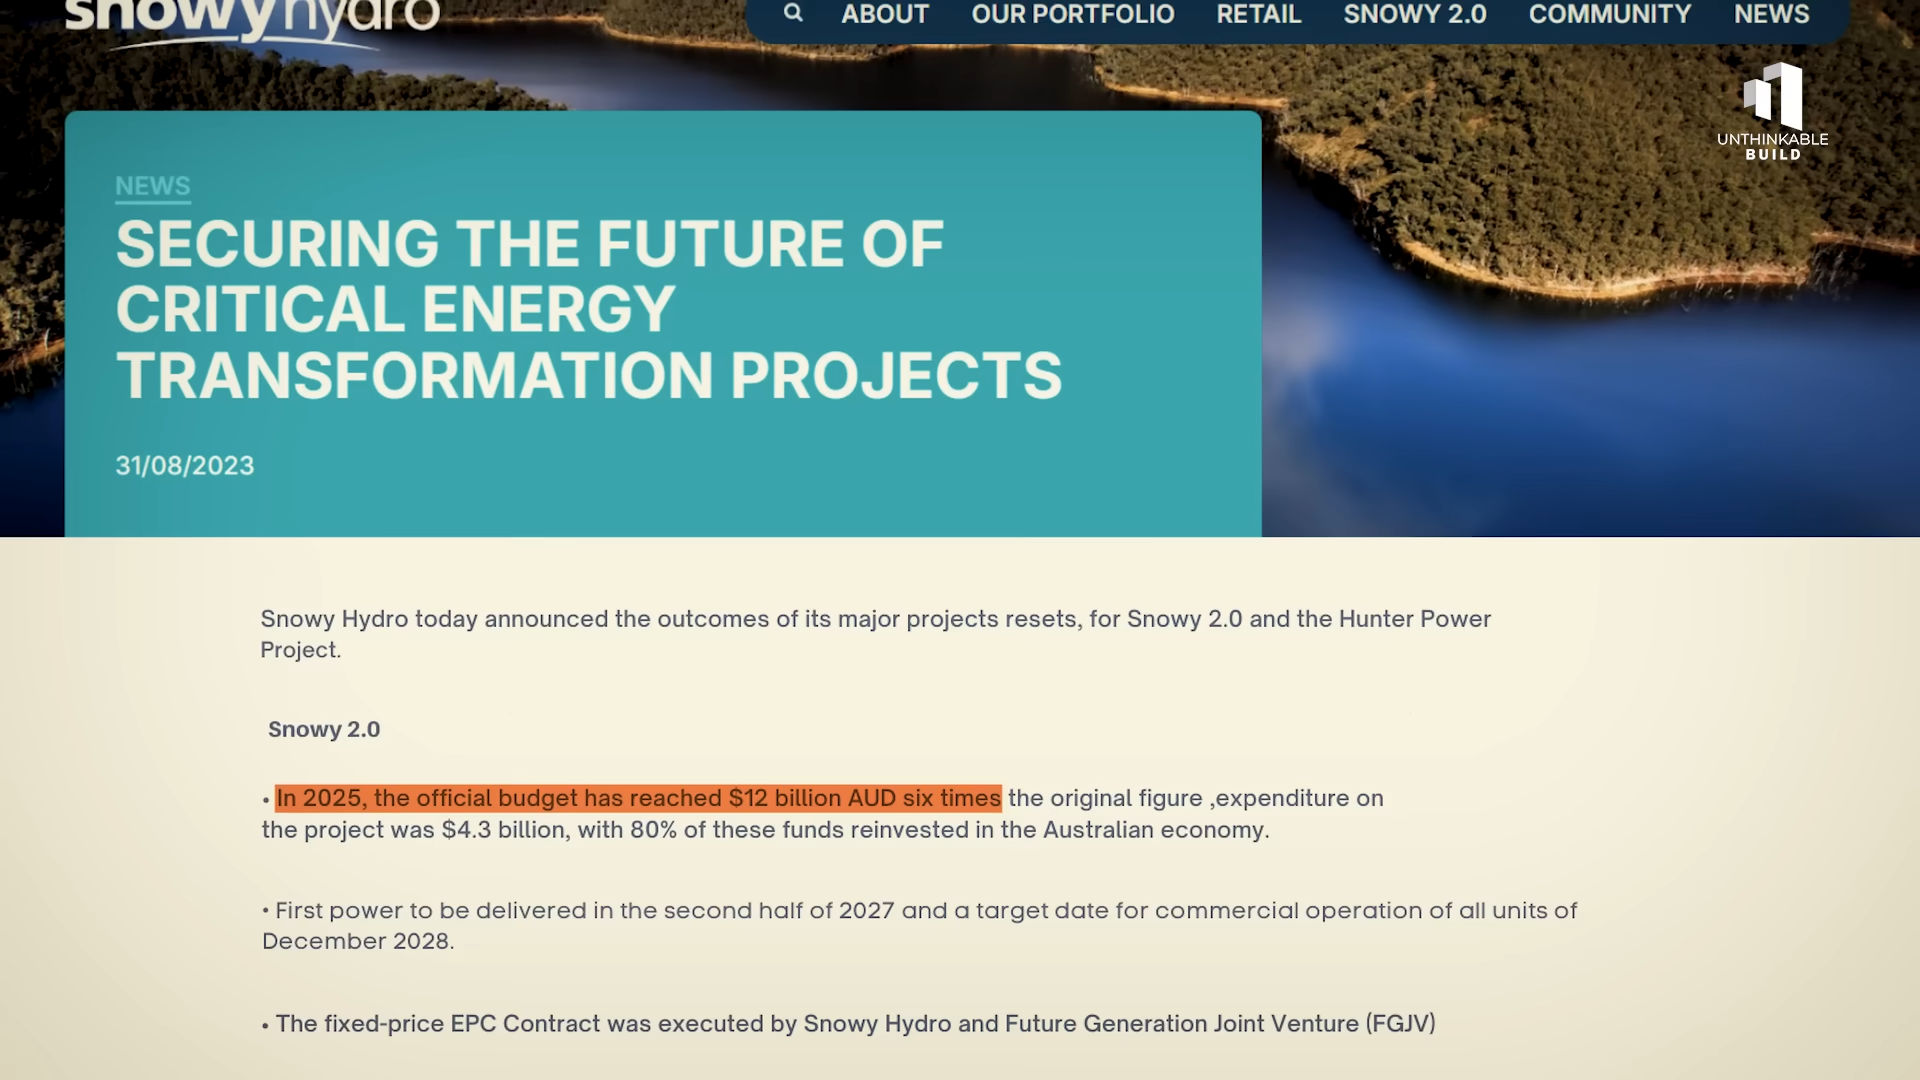 snowyhydro
ABOUT OUR PORTFOLIO RETAIL SNOWY 2.0 COMMUNITY NEWS
UNTHINKABLE
BUILD
NEWS
SECURING THE FUTURE OF
CRITICAL ENERGY
TRANSFORMATION PROJECTS
31/08/2023
Snowy Hydro today announced the outcomes of its major projects resets, for Snowy 2.0 and the Hunter Power
Project.
Snowy 2.0
• In 2025, the official budget has reached $12 billion AUD six times the original figure ,expenditure on
the project was $4.3 billion, with 80% of these funds reinvested in the Australian economy.
• First power to be delivered in the second half of 2027 and a target date for commercial operation of all units of
December 2028.
• The fixed-price EPC Contract was executed by Snowy Hydro and Future Generation Joint Venture (FGJV)